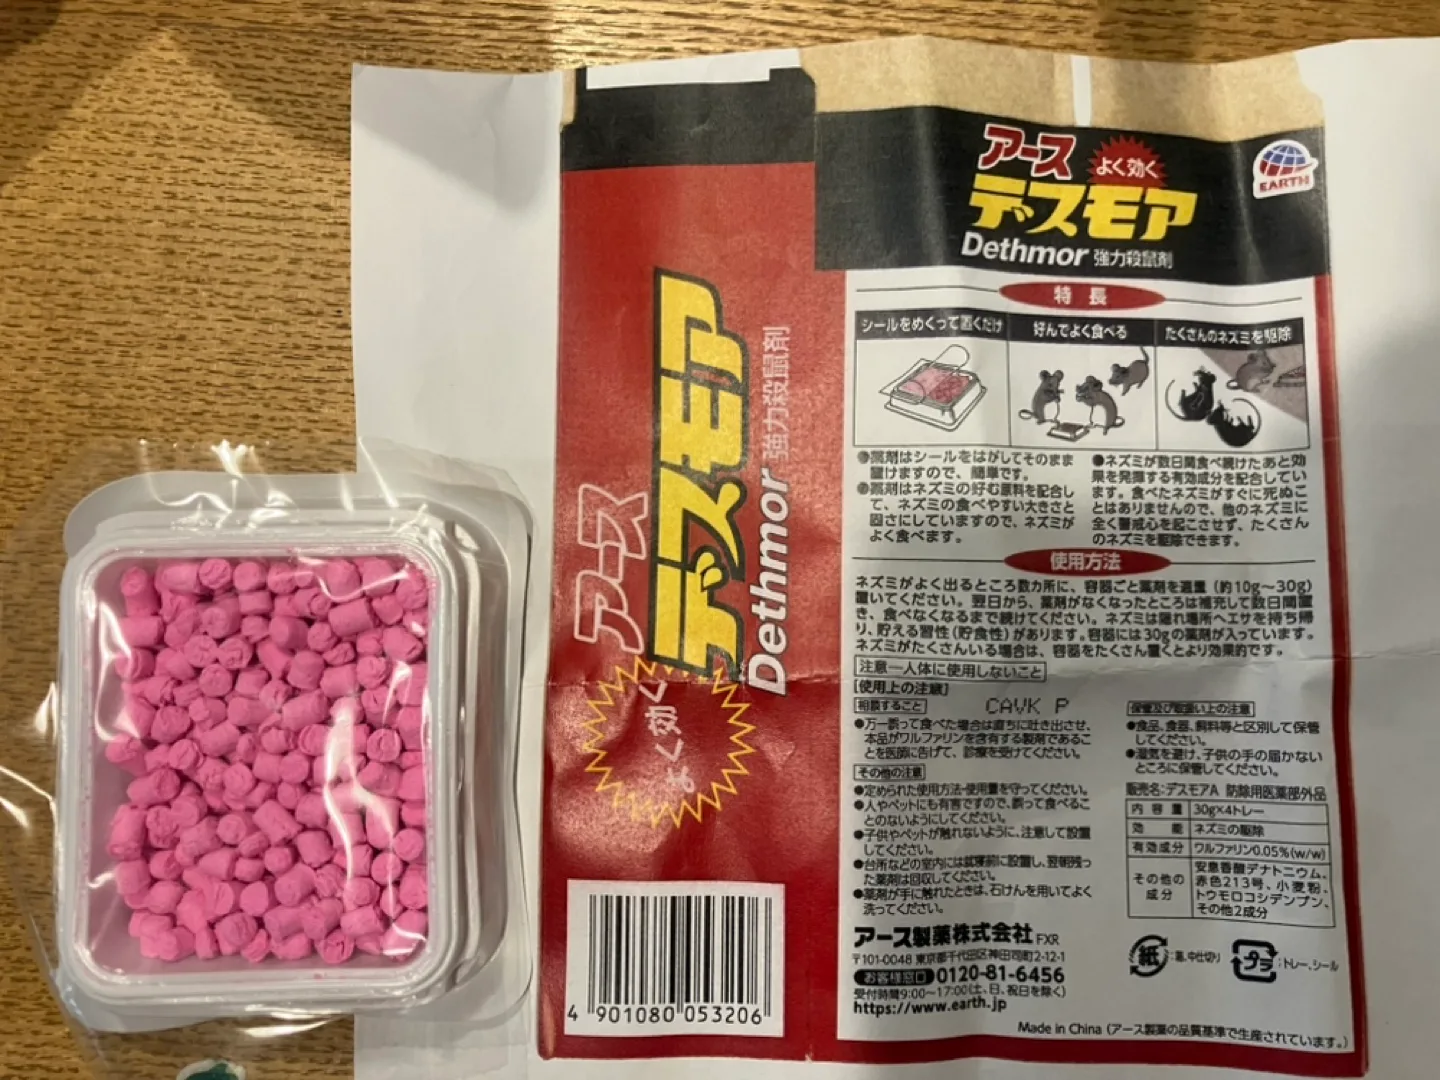 アース
デスモア
Dethmor 強力殺鼠剤
よく効く
4 901080 053206
アース よく効く
デスモア
Dethmor 強力殺鼠剤
EARTH
特長
シールをめくって置くだけ
好んでよく食べる
たくさんのネズミを駆除
●薬剤はシールをはがしてそのまま
置けますので、簡単です。
●薬剤はネズミの好む原料を配合し
て、ネズミの食べやすい大きさと
固さにしていますので、ネズミが
よく食べます。
●ネズミが数日間食べ続けたあと効
果を発揮する有効成分を配合してい
ます。食べたネズミがすぐに死ぬこ
とはありませんので、他のネズミに
全く警戒心を起こさせず、たくさん
のネズミを駆除できます。
使用方法
ネズミがよく出るところ数カ所に、容器ごと薬剤を適量(約10g〜30g)
置いてください。翌日から、薬剤がなくなったところは補充して数日間置
き、食べなくなるまで続けてください。ネズミは隠れ場所へエサを持ち帰
り、貯える習性(貯食性)があります。容器には30gの薬剤が入っています。
ネズミがたくさんいる場合は、容器をたくさん置くとより効果的です。
注意－人体に使用しないこと
[使用上の注意]
CAVK P
相談すること
●万一誤って食べた場合は直ちに吐き出させ、
本品がワルファリンを含有する製剤であるこ
とを医師に告げて、診療を受けてください。
その他の注意
●定められた使用方法・使用量を守ってください。
●人やペットにも有害ですので、誤って食べるこ
とのないようにしてください。
●子供やペットが触れないように、注意して設置
してください。
●台所などの室内には就寝前に設置し、翌朝残っ
た薬剤は回収してください。
●薬剤が手に触れたときは、石けんを用いてよく
洗ってください。
保管及び取扱い上の注意
●食品、食器、飼料等と区別して保管
してください。
●湿気を避け、子供の手の届かない
ところに保管してください。
販売名:デスモアA 防除用医薬部外品
内容量 30g×4トレー
効能 ネズミの駆除
有効成分 ワルファリン0.05%(w/w)
その他の成分 安息香酸デナトニウム、
赤色213号、小麦粉、
トウモロコシデンプン、
その他2成分
アース製薬株式会社 FXR
〒101-0048 東京都千代田区神田司町2-12-1
お客様窓口 0120-81-6456
受付時間9:00〜17:00(土、日、祝日を除く)
https://www.earth.jp
紙 :箱、中仕切り
プラ :トレー、シール
Made in China (アース製薬の品質基準で生産されています。)